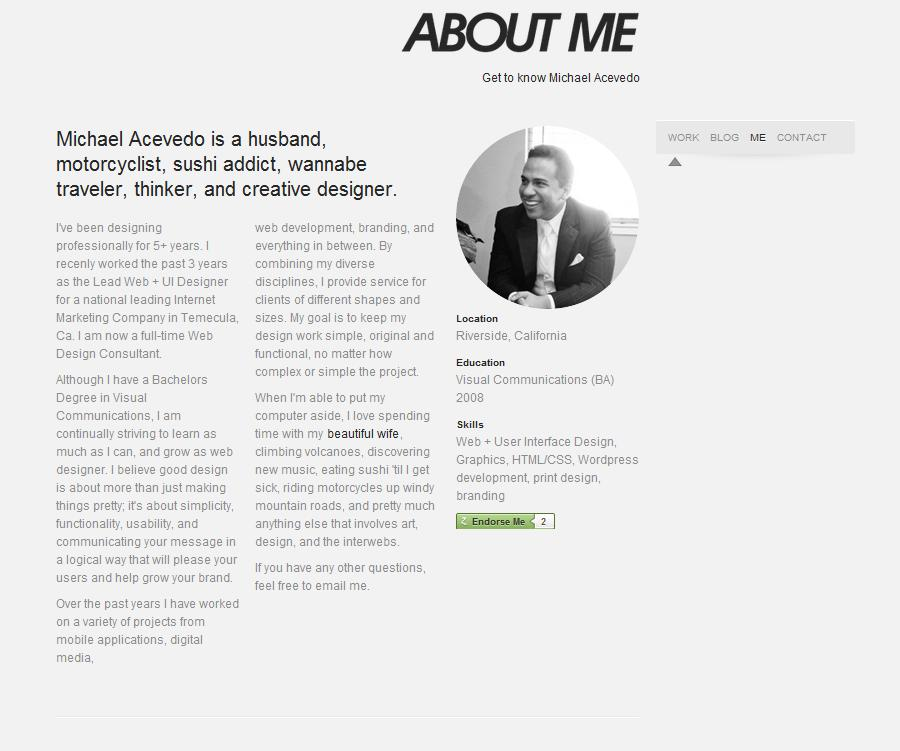 ABOUT ME
Get to know Michael Acevedo
WORK BLOG ME CONTACT
Michael Acevedo is a husband,
motorcyclist, sushi addict, wannabe
traveler, thinker, and creative designer.
I've been designing
professionally for 5+ years. I
recently worked the past 3 years
as the Lead Web + UI Designer
for a national leading Internet
Marketing Company in Temecula,
Ca. I am now a full-time Web
Design Consultant.
Although I have a Bachelors
Degree in Visual
Communications, I am
continually striving to learn as
much as I can, and grow as web
designer. I believe good design
is about more than just making
things pretty; it's about simplicity,
functionality, usability, and
communicating your message in
a logical way that will please your
users and help grow your brand.
Over the past years I have worked
on a variety of projects from
mobile applications, digital
media,
web development, branding, and
everything in between. By
combining my diverse
disciplines, I provide service for
clients of different shapes and
sizes. My goal is to keep my
design work simple, original and
functional, no matter how
complex or simple the project.
When I'm able to put my
computer aside, I love spending
time with my beautiful wife,
climbing volcanoes, discovering
new music, eating sushi 'til I get
sick, riding motorcycles up windy
mountain roads, and pretty much
anything else that involves art,
design, and the interwebs.
If you have any other questions,
feel free to email me.
Location
Riverside, California
Education
Visual Communications (BA)
2008
Skills
Web + User Interface Design,
Graphics, HTML/CSS, Wordpress
development, print design,
branding
Endorse Me 2